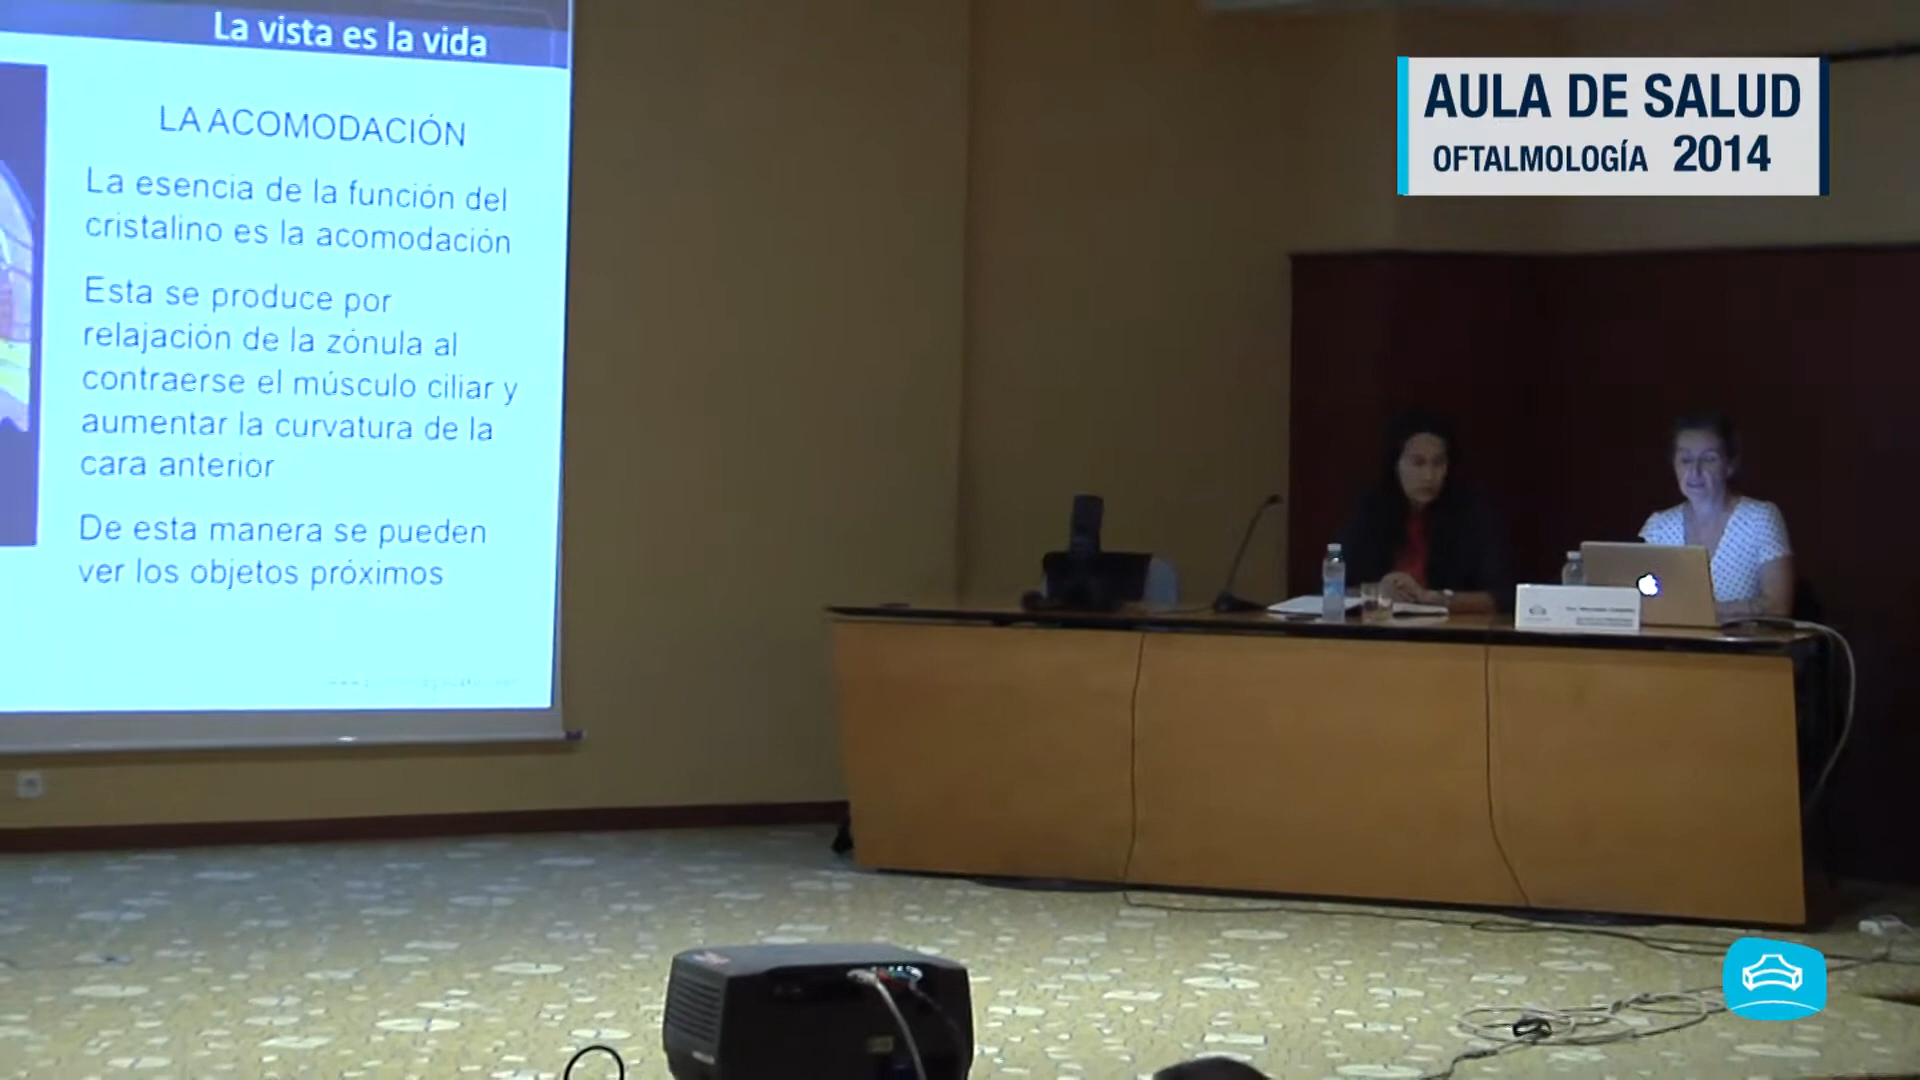 La vista es la vida
LA ACOMODACIÓN
La esencia de la función del
cristalino es la acomodación
Esta se produce por
relajación de la zónula al
contraerse el músculo ciliar y
aumentar la curvatura de la
cara anterior
De esta manera se pueden
ver los objetos próximos
AULA DE SALUD
OFTALMOLOGÍA 2014